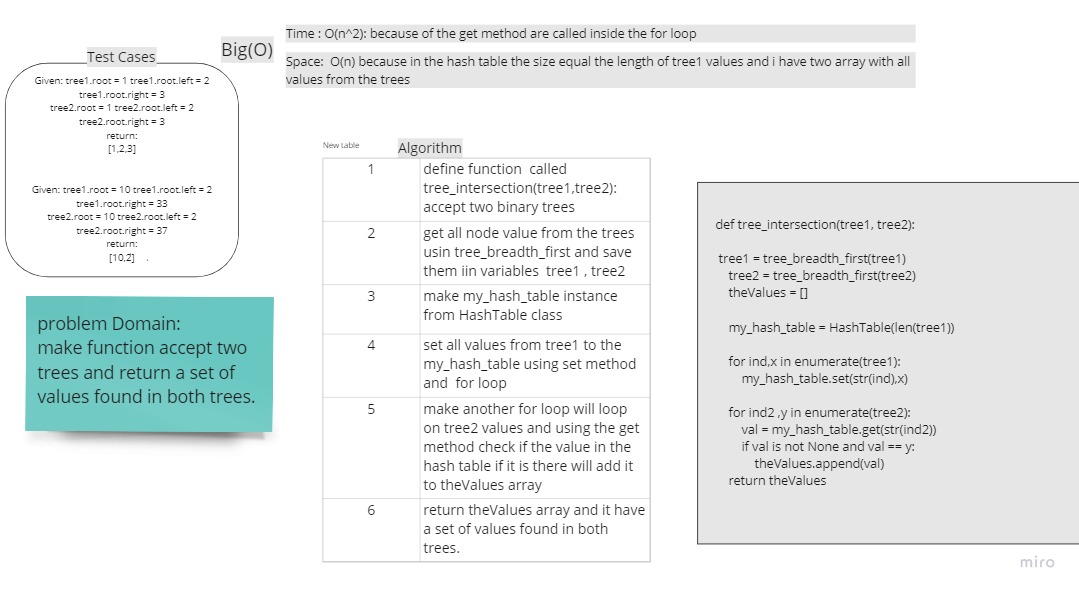 Test Cases
Given: tree1.root = 1 tree1.root.left = 2
tree1.root.right = 3
tree2.root = 1 tree2.root.left = 2
tree2.root.right = 3
return:
[1,2,3]
Given: tree1.root = 10 tree1.root.left = 2
tree1.root.right = 33
tree2.root = 10 tree2.root.left = 2
tree2.root.right = 37
return:
[10,2] .
Big(O)
Time : O(n^2): because of the get method are called inside the for loop
Space: O(n) because in the hash table the size equal the length of tree1 values and i have two array with all
values from the trees
problem Domain:
make function accept two
trees and return a set of
values found in both trees.
New table
Algorithm
1
define function called
tree_intersection(tree1,tree2):
accept two binary trees
2
get all node value from the trees
usin tree_breadth_first and save
them iin variables tree1 , tree2
3
make my_hash_table instance
from HashTable class
4
set all values from tree1 to the
my_hash_table using set method
and for loop
5
make another for loop will loop
on tree2 values and using the get
method check if the value in the
hash table if it is there will add it
to theValues array
6
return theValues array and it have
a set of values found in both
trees.
def tree_intersection(tree1, tree2):
tree1 = tree_breadth_first(tree1)
tree2 = tree_breadth_first(tree2)
theValues = []
my_hash_table = HashTable(len(tree1))
for ind,x in enumerate(tree1):
my_hash_table.set(str(ind),x)
for ind2 ,y in enumerate(tree2):
val = my_hash_table.get(str(ind2))
if val is not None and val == y:
theValues.append(val)
return theValues
miro